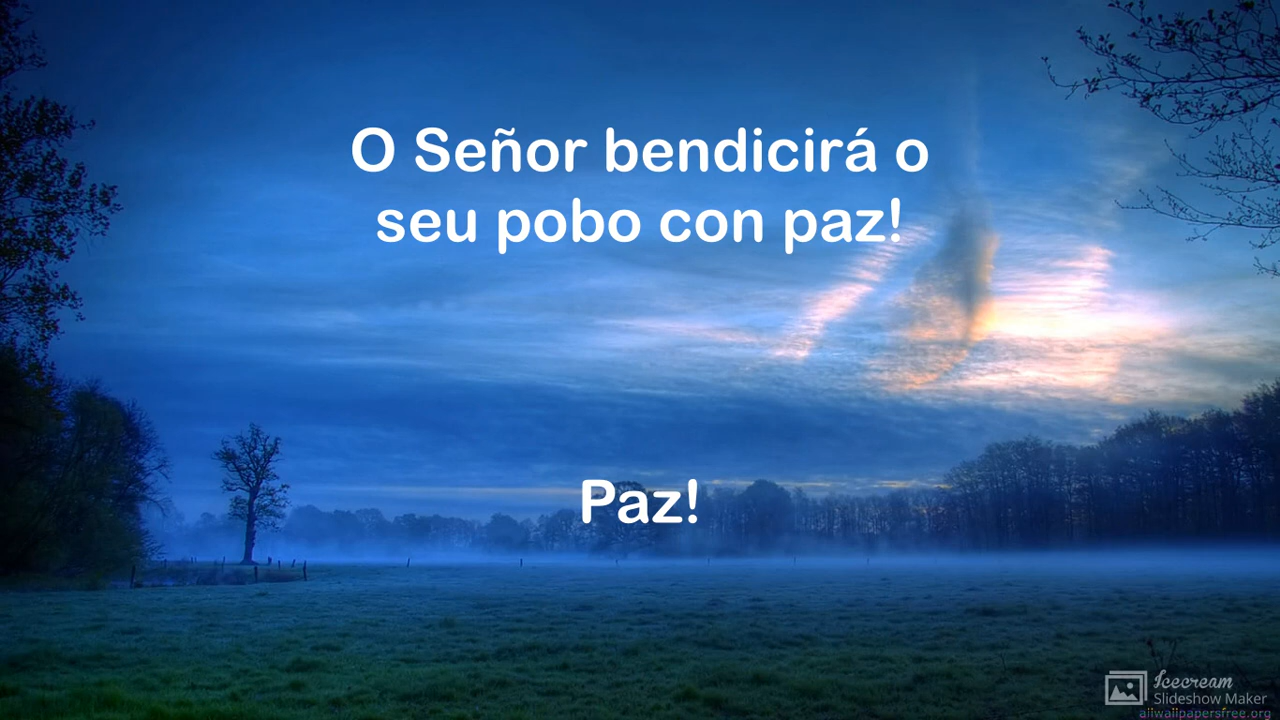 O Señor bendicirá o
seu pobo con paz!
Paz!
Icecream
Slideshow Maker
allwallpapersfree.org